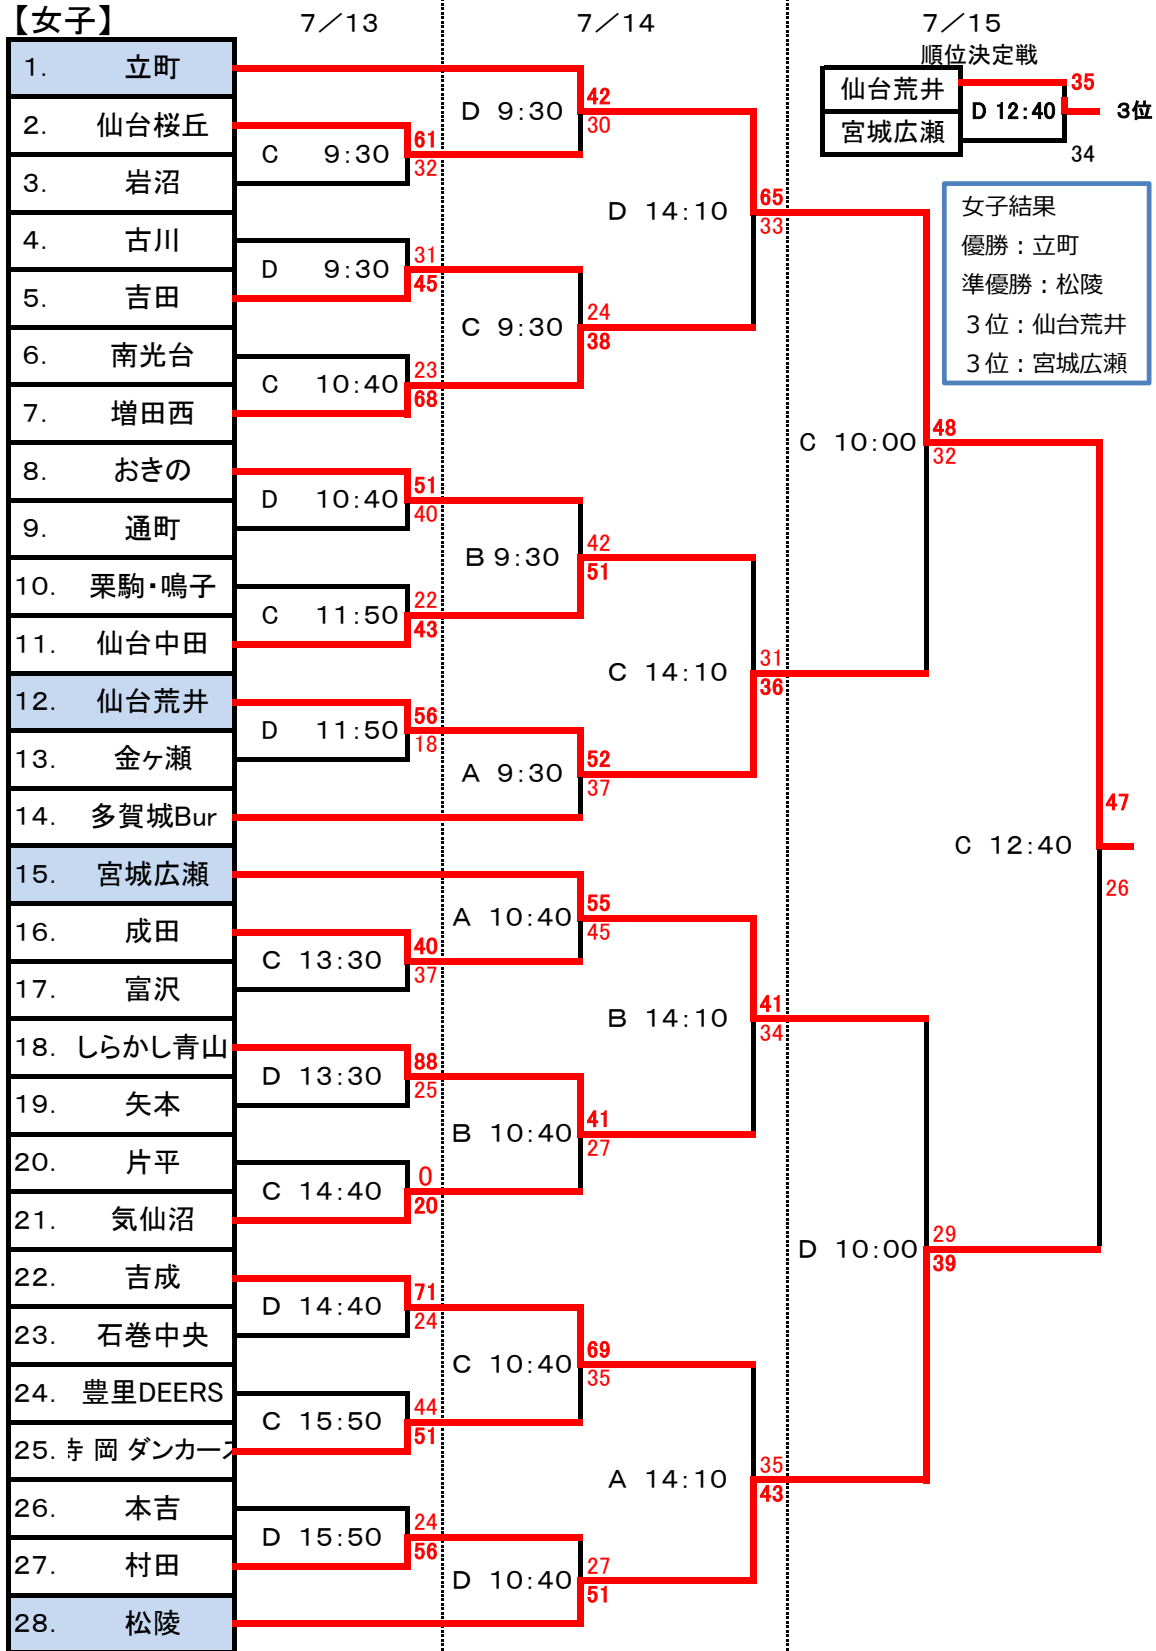 【女子】
7／13
7／14
7／15
順位決定戦
仙台荒井
宮城広瀬
D 12:40
35
34
3位
女子結果
優勝：立町
準優勝：松陵
３位：仙台荒井
３位：宮城広瀬
1. 立町
2. 仙台桜丘
3. 岩沼
4. 古川
5. 吉田
6. 南光台
7. 増田西
8. おきの
9. 通町
10. 栗駒・鳴子
11. 仙台中田
12. 仙台荒井
13. 金ヶ瀬
14. 多賀城Bur
15. 宮城広瀬
16. 成田
17. 富沢
18. しらかし青山
19. 矢本
20. 片平
21. 気仙沼
22. 吉成
23. 石巻中央
24. 豊里DEERS
25. 寺岡ダンカース
26. 本吉
27. 村田
28. 松陵
C 9:30
61
32
D 9:30
31
45
C 10:40
23
68
D 10:40
51
40
C 11:50
22
43
D 11:50
56
18
C 13:30
40
37
D 13:30
88
25
C 14:40
0
20
D 14:40
71
24
C 15:50
44
51
D 15:50
24
56
D 9:30
42
30
C 9:30
24
38
B 9:30
42
51
A 9:30
52
37
A 10:40
55
45
B 10:40
41
27
C 10:40
69
35
D 10:40
27
51
D 14:10
65
33
C 14:10
31
36
B 14:10
41
34
A 14:10
35
43
C 10:00
48
32
D 10:00
29
39
C 12:40
47
26